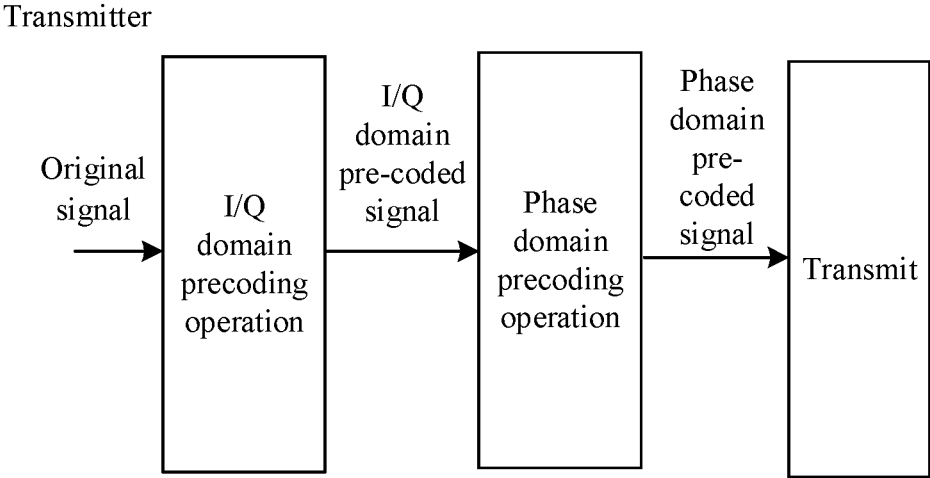 Transmitter
Original
signal
I/Q
domain
precoding
operation
I/Q
domain
pre-coded
signal
Phase
domain
precoding
operation
Phase
domain
pre-
coded
signal
Transmit